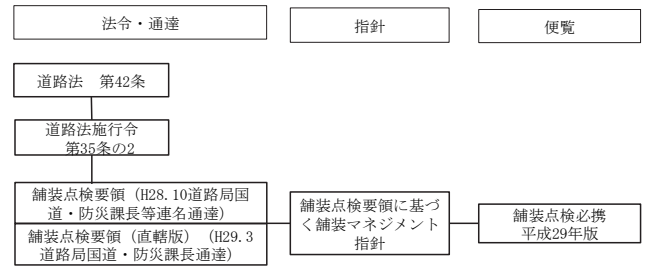 法令・通達
指針
便覧
道路法　第42条
道路法施行令
第35条の2
舗装点検要領（H28.10道路局国
道・防災課長等連名通達）
舗装点検要領（直轄版）（H29.3
道路局国道・防災課長通達）
舗装点検要領に基づ
く舗装マネジメント
指針
舗装点検必携
平成29年版